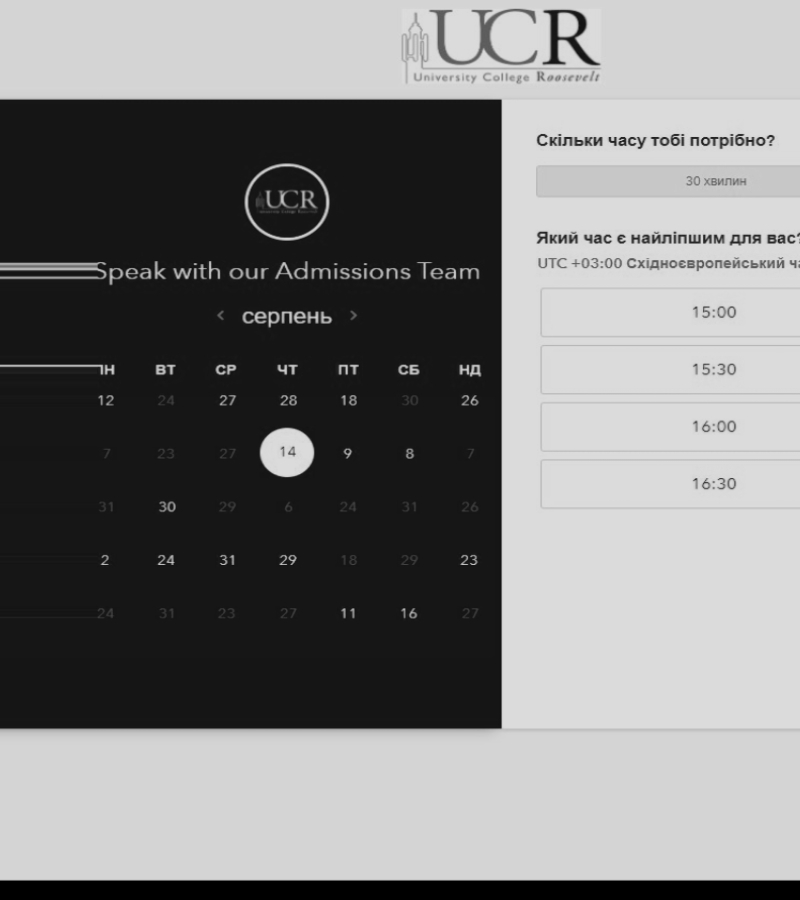 UCR
University College Roosevelt
UCR
Speak with our Admissions Team
< серпень >
ПН ВТ СР ЧТ ПТ СБ НД
12 24 27 28 18 30 26
7 23 27 14 9 8 7
31 30 29 6 24 31 26
2 24 31 29 18 29 23
24 31 23 27 11 16 27
Скільки часу тобі потрібно?
30 хвилин
Який час є найліпшим для вас?
UTC +03:00 Східноєвропейський
15:00
15:30
16:00
16:30